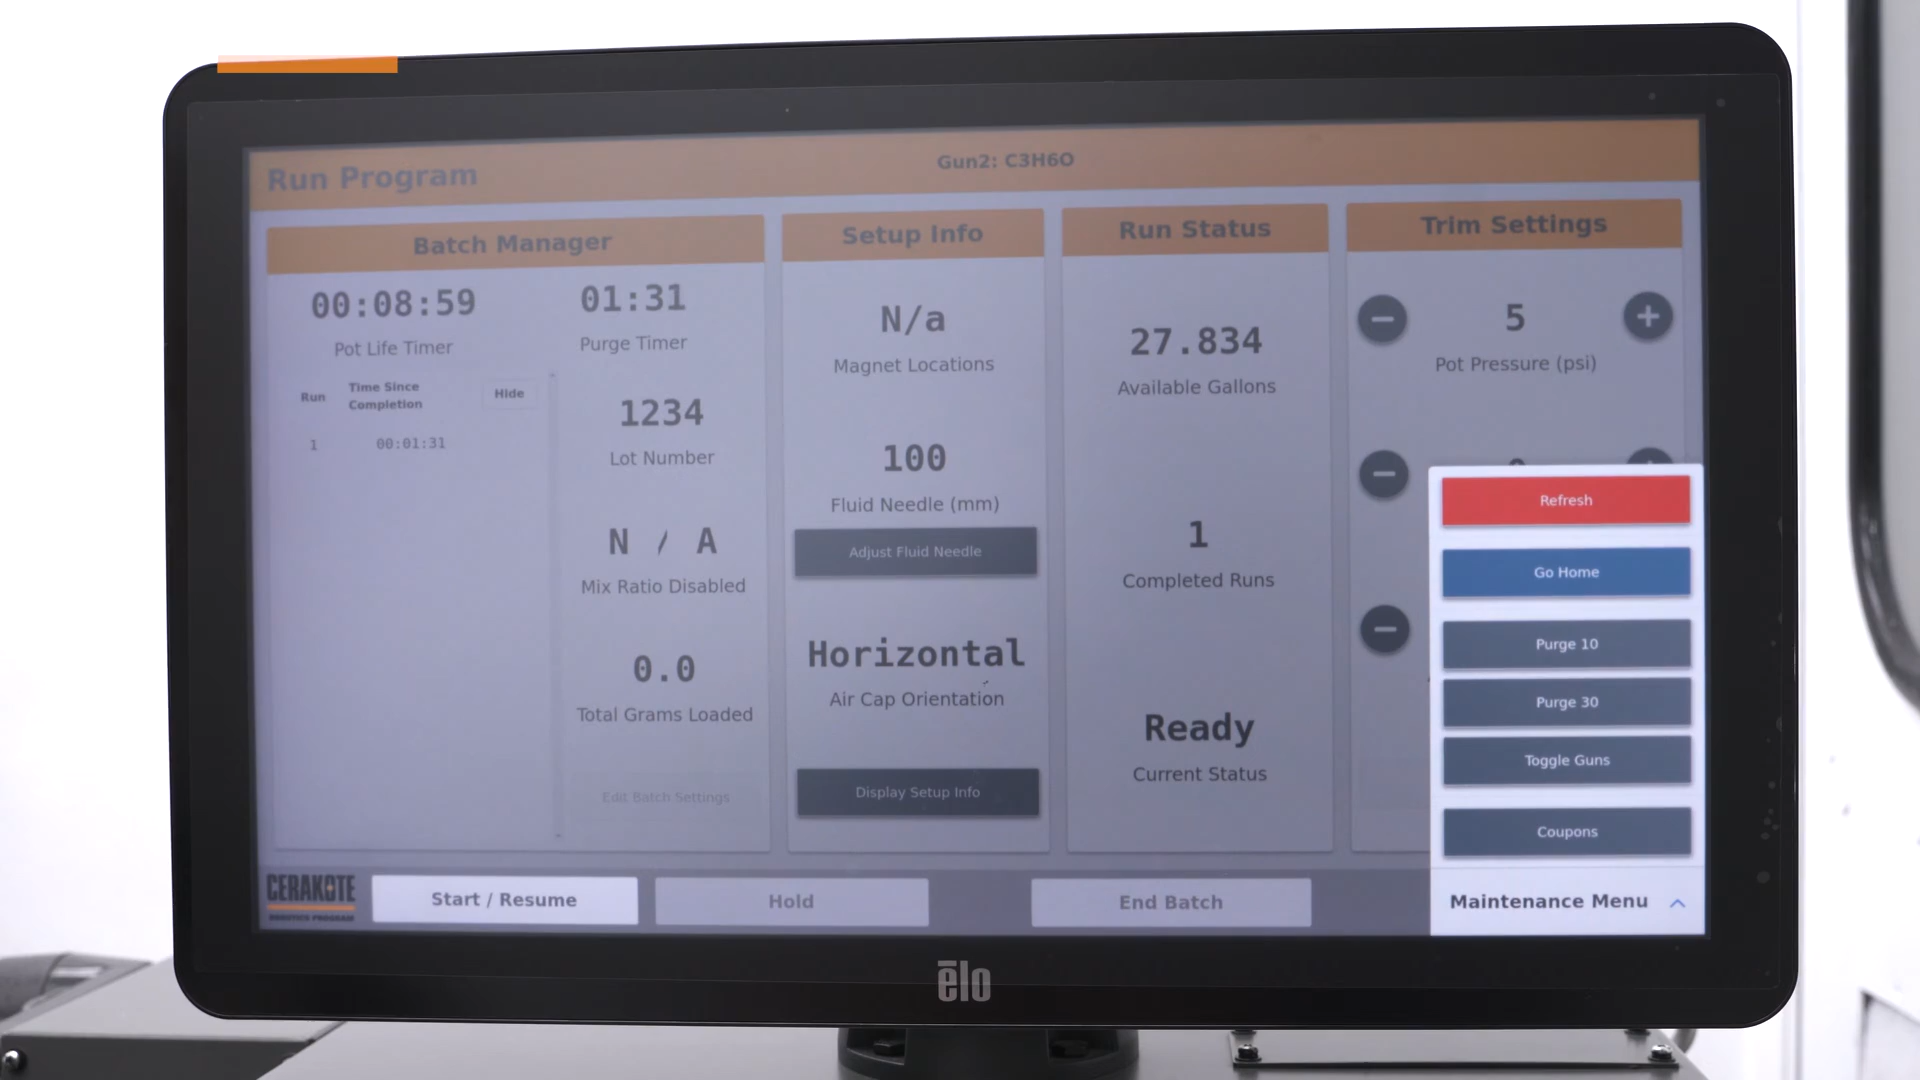 Run Program
Gun2: C3H6O
Batch Manager
00:08:59
Pot Life Timer
01:31
Purge Timer
Run
Time Since
Completion
Hide
1
00:01:31
1234
Lot Number
N / A
Mix Ratio Disabled
0.0
Total Grams Loaded
Edit Batch Settings
Setup Info
N/a
Magnet Locations
100
Fluid Needle (mm)
Adjust Fluid Needle
Horizontal
Air Cap Orientation
Display Setup Info
Run Status
27.834
Available Gallons
1
Completed Runs
Ready
Current Status
Trim Settings
5
Pot Pressure (psi)
Refresh
Go Home
Purge 10
Purge 30
Toggle Guns
Coupons
Maintenance Menu
CERAKOTE
ROBOTICS PROGRAM
Start / Resume
Hold
End Batch
elo